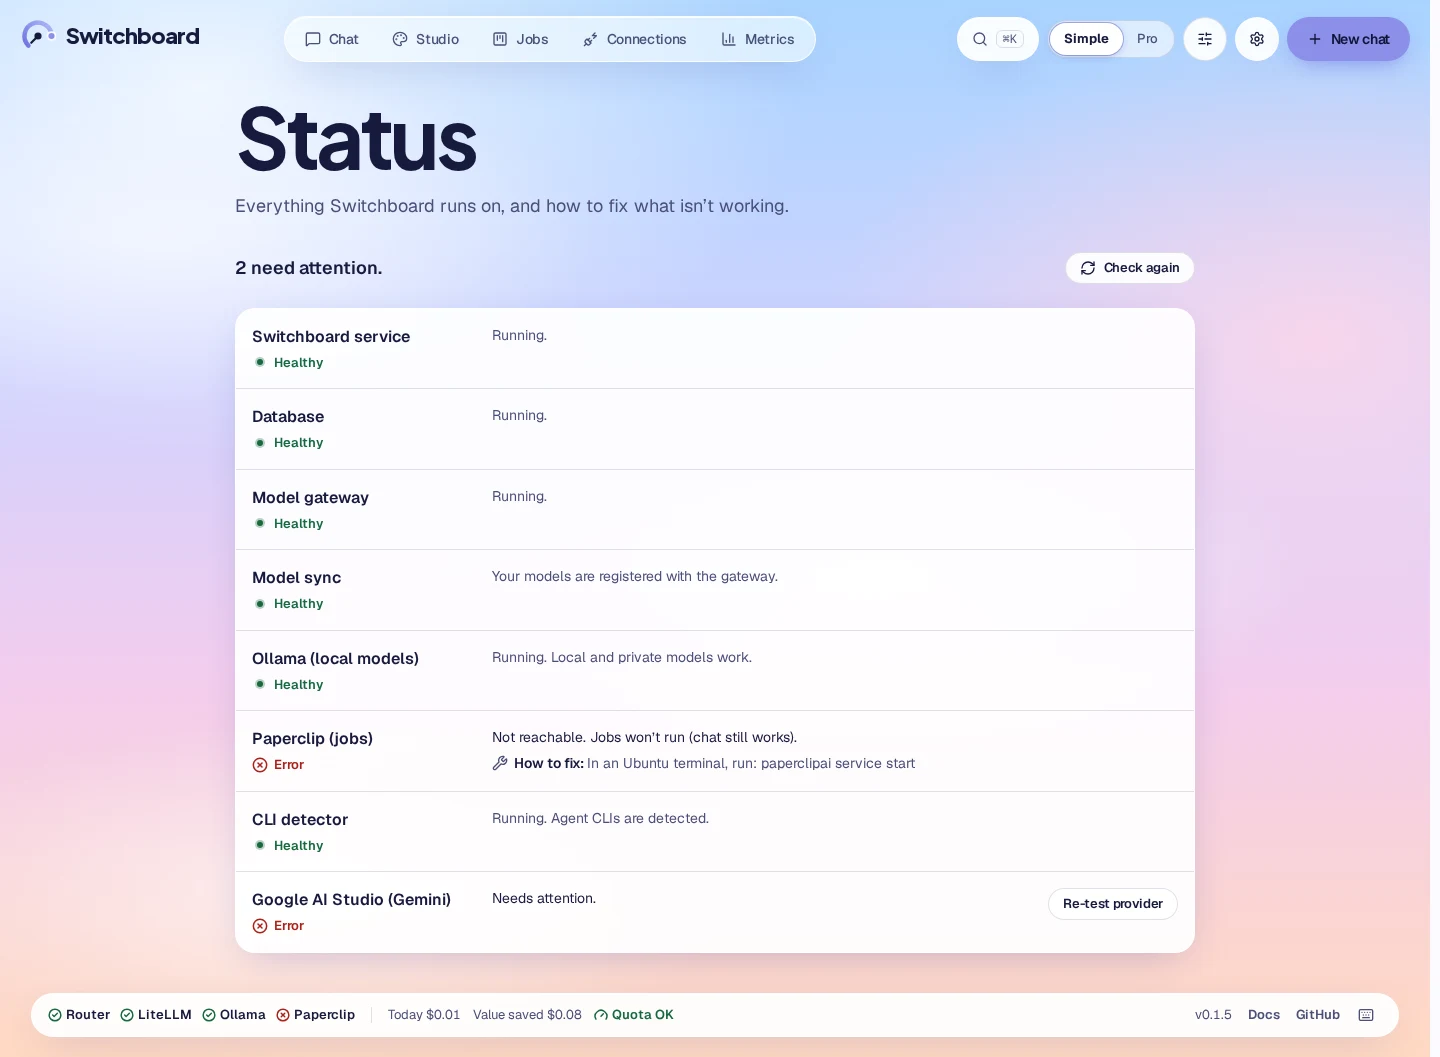 Switchboard
Chat
Studio
Jobs
Connections
Metrics
⌘K
Simple
Pro
New chat
Status
Everything Switchboard runs on, and how to fix what isn’t working.
2 need attention.
Check again
Switchboard service
Healthy
Running.
Database
Healthy
Running.
Model gateway
Healthy
Running.
Model sync
Healthy
Your models are registered with the gateway.
Ollama (local models)
Healthy
Running. Local and private models work.
Paperclip (jobs)
Error
Not reachable. Jobs won’t run (chat still works).
How to fix: In an Ubuntu terminal, run: paperclipai service start
CLI detector
Healthy
Running. Agent CLIs are detected.
Google AI Studio (Gemini)
Error
Needs attention.
Re-test provider
Router
LiteLLM
Ollama
Paperclip
Today $0.01
Value saved $0.08
Quota OK
v0.1.5
Docs
GitHub